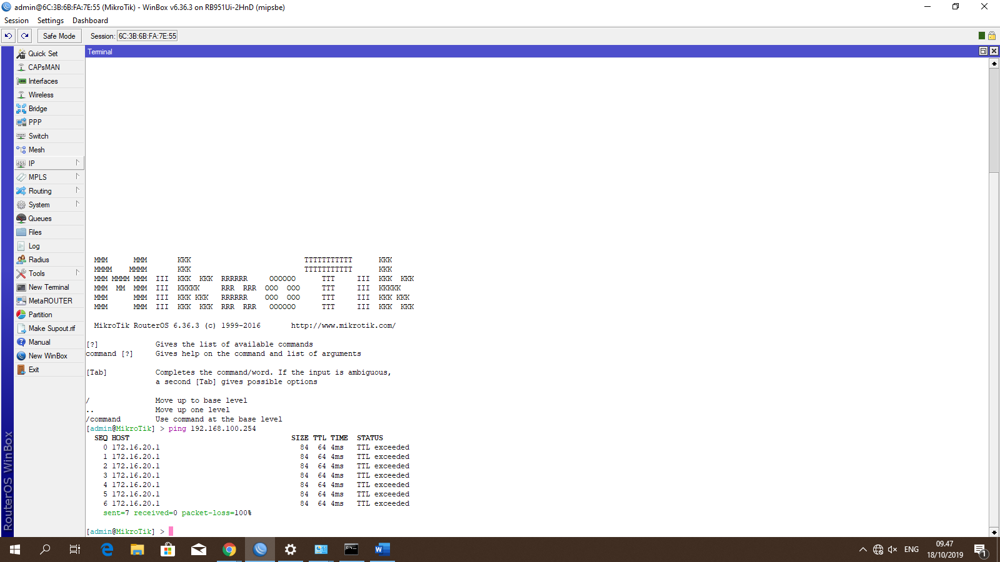 admin@6C:3B:6B:FA:7E:55 (MikroTik) - WinBox v6.36.3 on RB951Ui-2HnD (mipsbe)
Session Settings Dashboard
Safe Mode Session: 6C:3B:6B:FA:7E:55
Terminal
Quick Set
CAPsMAN
Interfaces
Wireless
Bridge
PPP
Switch
Mesh
IP
MPLS
Routing
System
Queues
Files
Log
Radius
Tools
New Terminal
MetaROUTER
Partition
Make Supout.rif
Manual
New WinBox
Exit
RouterOS WinBox
  MMM      MMM       KKK                          TTTTTTTTTTT      KKK
  MMMM    MMMM       KKK                          TTTTTTTTTTT      KKK
  MMM MMMM MMM  III  KKK  KKK  RRRRRR     OOOOOO      TTT     III  KKK  KKK
  MMM  MM  MMM  III  KKKKK     RRR  RRR  OOO  OOO     TTT     III  KKKKK
  MMM      MMM  III  KKK KKK   RRRRRR    OOO  OOO     TTT     III  KKK KKK
  MMM      MMM  III  KKK  KKK  RRR  RRR   OOOOOO      TTT     III  KKK  KKK
MikroTik RouterOS 6.36.3 (c) 1999-2016       http://www.mikrotik.com/
[?]             Gives the list of available commands
command [?]     Gives help on the command and list of arguments
[Tab]           Completes the command/word. If the input is ambiguous,
a second [Tab] gives possible options
/               Move up to base level
..              Move up one level
/command        Use command at the base level
[admin@MikroTik] > ping 192.168.100.254
SEQ HOST                                     SIZE TTL TIME  STATUS
0 172.16.20.1                                84  64 4ms   TTL exceeded
1 172.16.20.1                                84  64 4ms   TTL exceeded
2 172.16.20.1                                84  64 4ms   TTL exceeded
3 172.16.20.1                                84  64 4ms   TTL exceeded
4 172.16.20.1                                84  64 4ms   TTL exceeded
5 172.16.20.1                                84  64 4ms   TTL exceeded
6 172.16.20.1                                84  64 4ms   TTL exceeded
sent=7 received=0 packet-loss=100%
[admin@MikroTik] >
ENG
09.47
18/10/2019
1